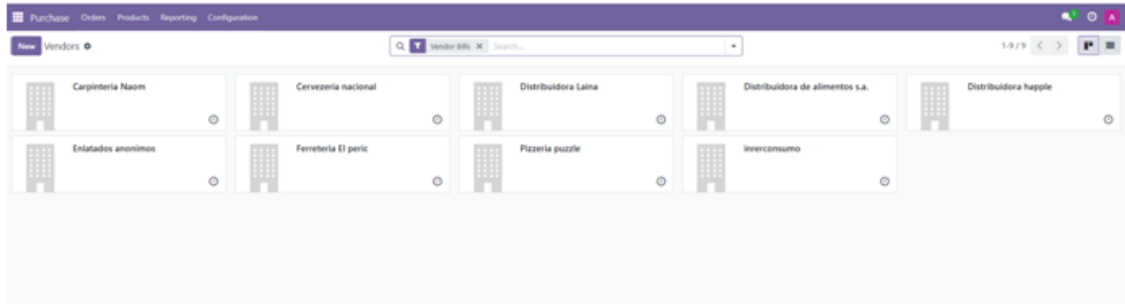 Purchase Orders Products Reporting Configuration
1 A
New Vendors
Vendor Bills × Search...
1-9 / 9
Carpinteria Naom Cervezeria nacional Distribuidora Laina Distribuidora de alimentos s.a. Distribuidora happle
Enlatados anonimos Ferreteria El peric Pizzeria puzzle inrerconsumo